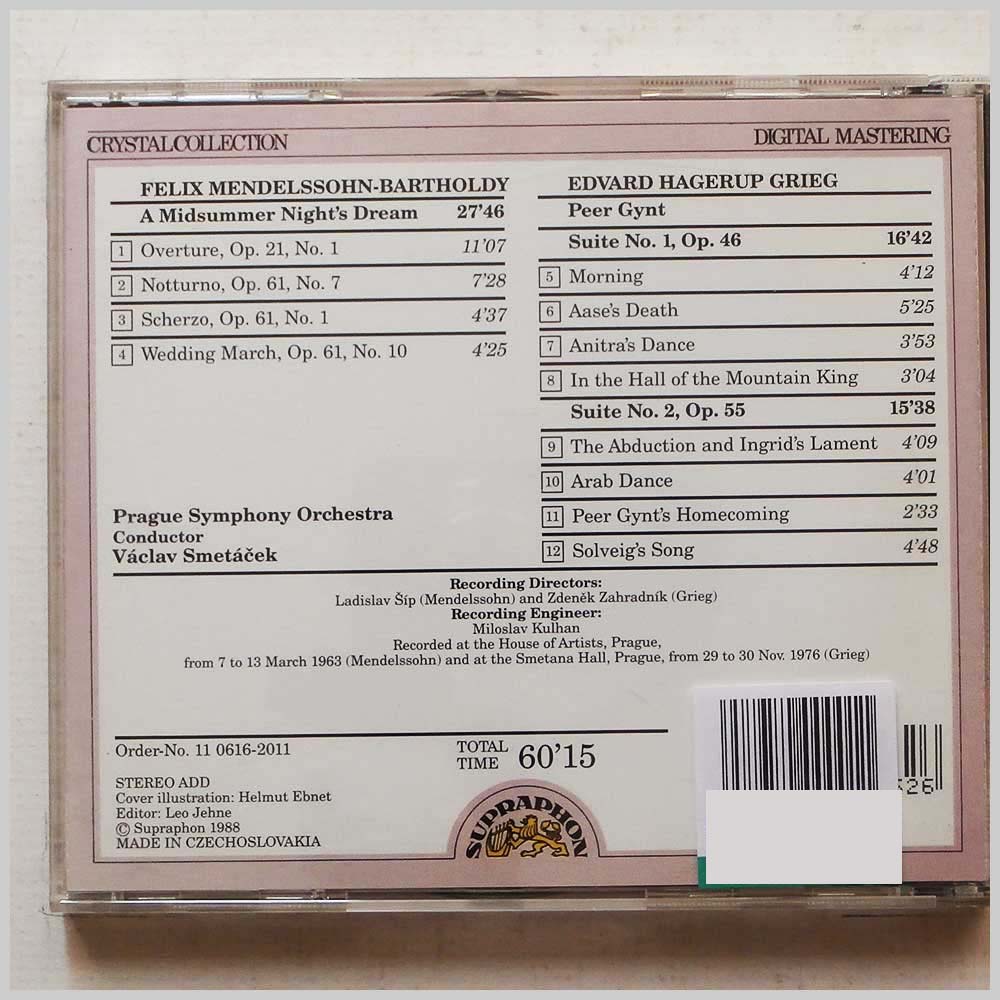 CRYSTALCOLLECTION
DIGITAL MASTERING
FELIX MENDELSSOHN-BARTHOLDY
A Midsummer Night's Dream 27'46
1 Overture, Op. 21, No. 1 11'07
2 Notturno, Op. 61, No. 7 7'28
3 Scherzo, Op. 61, No. 1 4'37
4 Wedding March, Op. 61, No. 10 4'25
Prague Symphony Orchestra
Conductor
Václav Smetáček
EDVARD HAGERUP GRIEG
Peer Gynt
Suite No. 1, Op. 46 16'42
5 Morning 4'12
6 Aase's Death 5'25
7 Anitra's Dance 3'53
8 In the Hall of the Mountain King 3'04
Suite No. 2, Op. 55 15'38
9 The Abduction and Ingrid's Lament 4'09
10 Arab Dance 4'01
11 Peer Gynt's Homecoming 2'33
12 Solveig's Song 4'48
Recording Directors:
Ladislav Šíp (Mendelssohn) and Zdeněk Zahradník (Grieg)
Recording Engineer:
Miloslav Kulhan
Recorded at the House of Artists, Prague,
from 7 to 13 March 1963 (Mendelssohn) and at the Smetana Hall, Prague, from 29 to 30 Nov. 1976 (Grieg)
Order-No. 11 0616-2011
TOTAL TIME 60'15
STEREO ADD
Cover illustration: Helmut Ebnet
Editor: Leo Jehne
© Supraphon 1988
MADE IN CZECHOSLOVAKIA
SUPRAPHON